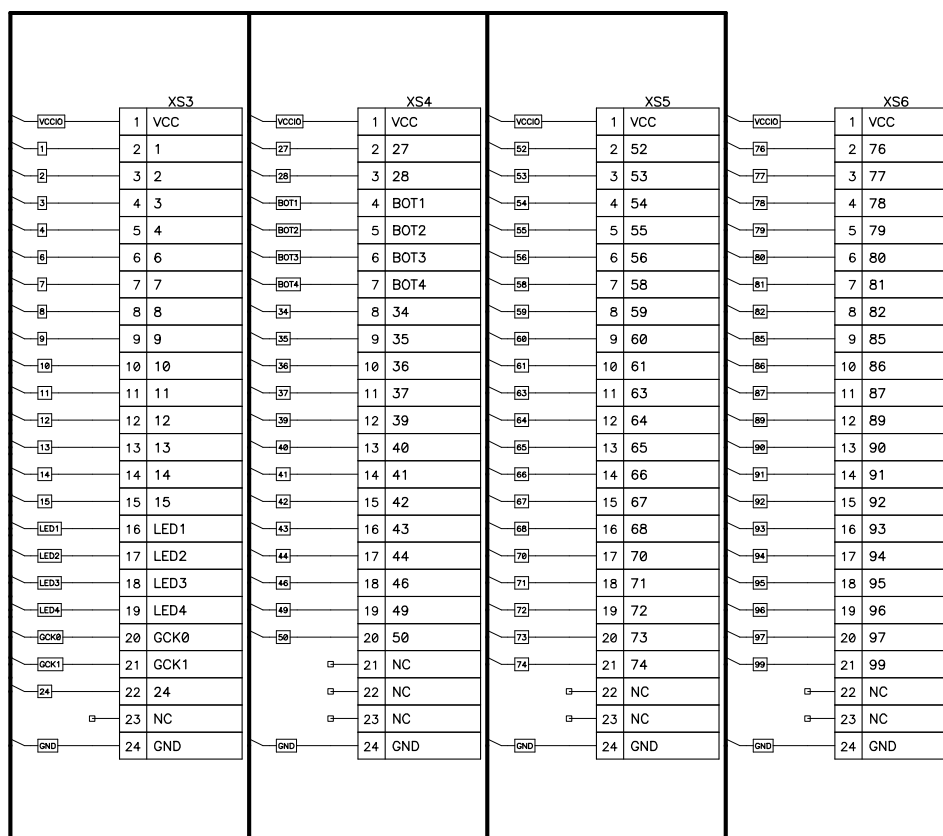 XS3 XS4 XS5 XS6
VCCIO 1 VCC VCCIO 1 VCC VCCIO 1 VCC VCCIO 1 VCC
1 2 1 27 2 27 52 2 52 76 2 76
2 3 2 28 3 28 53 3 53 77 3 77
3 4 3 BOT1 4 BOT1 54 4 54 78 4 78
4 5 4 BOT2 5 BOT2 55 5 55 79 5 79
6 6 6 BOT3 6 BOT3 56 6 56 80 6 80
7 7 7 BOT4 7 BOT4 58 7 58 81 7 81
8 8 8 34 8 34 59 8 59 82 8 82
9 9 9 35 9 35 60 9 60 85 9 85
10 10 10 36 10 36 61 10 61 86 10 86
11 11 11 37 11 37 63 11 63 87 11 87
12 12 12 39 12 39 64 12 64 89 12 89
13 13 13 40 13 40 65 13 65 90 13 90
14 14 14 41 14 41 66 14 66 91 14 91
15 15 15 42 15 42 67 15 67 92 15 92
LED1 16 LED1 43 16 43 68 16 68 93 16 93
LED2 17 LED2 44 17 44 70 17 70 94 17 94
LED3 18 LED3 46 18 46 71 18 71 95 18 95
LED4 19 LED4 49 19 49 72 19 72 96 19 96
GCK0 20 GCK0 50 20 50 73 20 73 97 20 97
GCK1 21 GCK1 21 NC 74 21 74 99 21 99
24 22 24 22 NC 22 NC 22 NC
23 NC 23 NC 23 NC 23 NC
GND 24 GND GND 24 GND GND 24 GND GND 24 GND